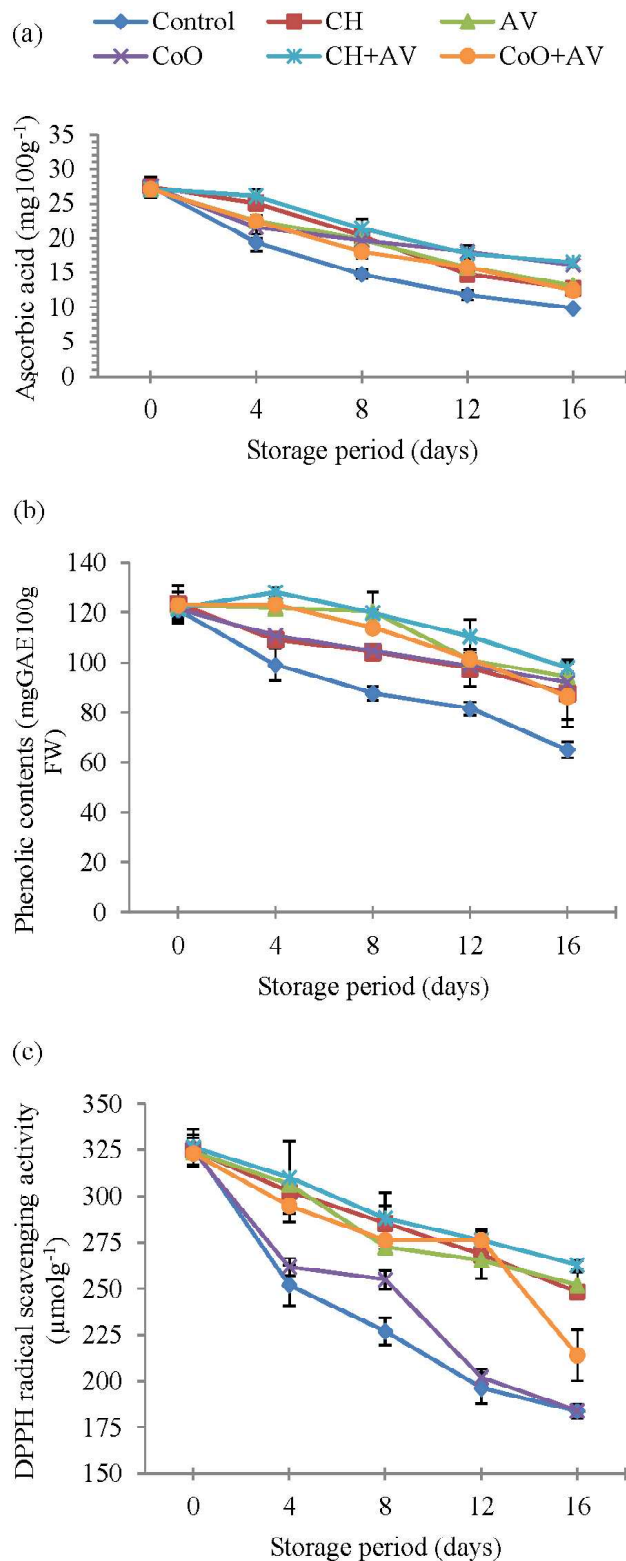 (a)
Control CH AV
CoO CH+AV CoO+AV
Ascorbic acid (mg100g⁻¹)
35
30
25
20
15
10
5
0
0 4 8 12 16
Storage period (days)
(b)
Phenolic contents (mgGAE100g
FW)
140
120
100
80
60
40
20
0
0 4 8 12 16
Storage period (days)
(c)
DPPH radical scavenging activity
(µmolg⁻¹)
350
325
300
275
250
225
200
175
150
0 4 8 12 16
Storage period (days)